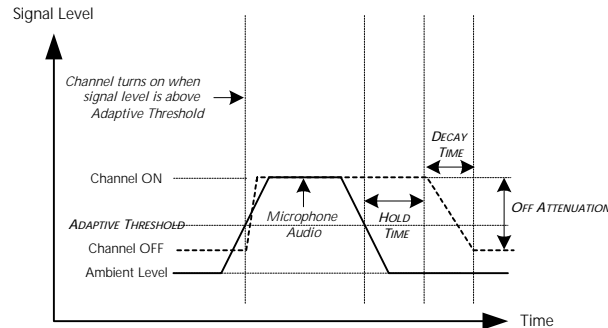 Signal Level
Channel turns on when
signal level is above
Adaptive Threshold
DECAY
TIME
Channel ON
OFF ATTENUATION
ADAPTIVE THRESHOLD
Microphone
Audio
HOLD
TIME
Channel OFF
Ambient Level
Time